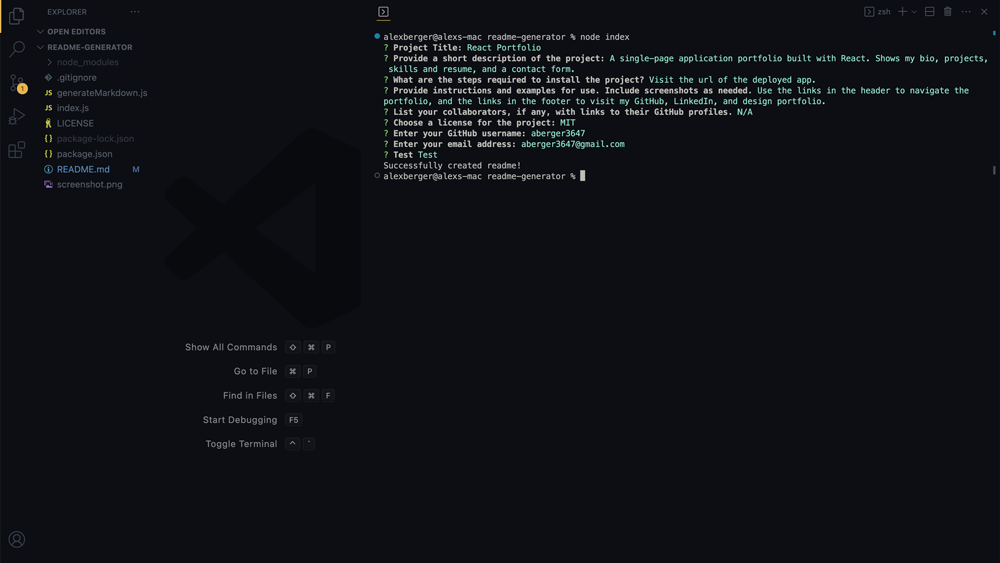 EXPLORER
OPEN EDITORS
README-GENERATOR
node_modules
.gitignore
generateMarkdown.js
index.js
LICENSE
package-lock.json
package.json
README.md M
screenshot.png
1
Show All Commands ⇧ ⌘ P
Go to File ⌘ P
Find in Files ⇧ ⌘ F
Start Debugging F5
Toggle Terminal ^ `
zsh
alexberger@alexs-mac readme-generator % node index
? Project Title: React Portfolio
? Provide a short description of the project: A single-page application portfolio built with React. Shows my bio, projects,
skills and resume, and a contact form.
? What are the steps required to install the project? Visit the url of the deployed app.
? Provide instructions and examples for use. Include screenshots as needed. Use the links in the header to navigate the
portfolio, and the links in the footer to visit my GitHub, LinkedIn, and design portfolio.
? List your collaborators, if any, with links to their GitHub profiles. N/A
? Choose a license for the project: MIT
? Enter your GitHub username: aberger3647
? Enter your email address: aberger3647@gmail.com
? Test Test
Successfully created readme!
alexberger@alexs-mac readme-generator %